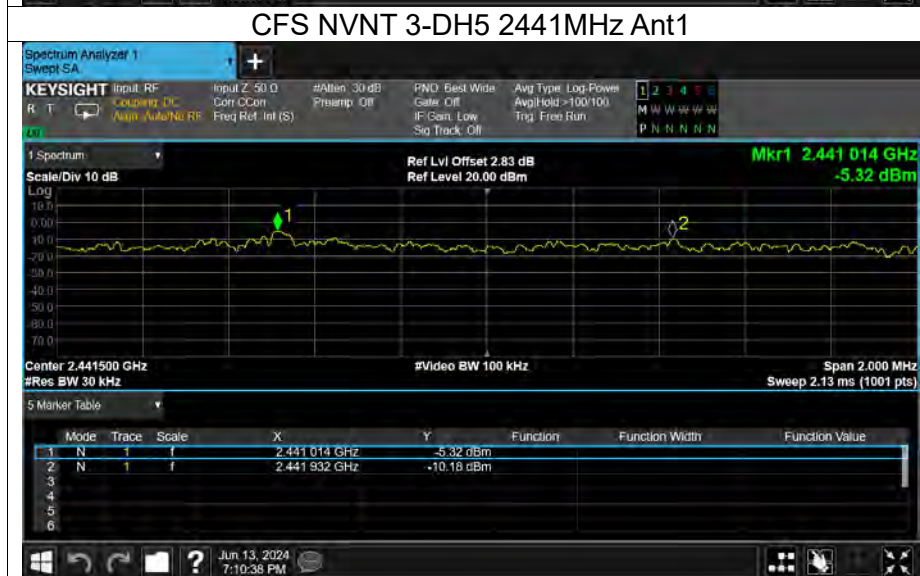 CFS NVNT 3-DH5 2441MHz Ant1
Spectrum Analyzer 1
Swept SA
+
KEYSIGHT Input: RF Input Z: 50 Ω #Atten: 30 dB PNO: Best Wide Avg Type: Log-Power 1 2 3 4 5 6
R T Coupling: DC Corr CCorr Preamp: Off Gate: Off Avg|Hold:>100/100 M W W W W W
Align: Auto/No RF Freq Ref: Int (S) IF Gain: Low Trig: Free Run
Sig Track: Off P N N N N N
1 Spectrum Ref Lvl Offset 2.83 dB Mkr1 2.441 014 GHz
Scale/Div 10 dB Ref Level 20.00 dBm -5.32 dBm
Log
10.0
0.00
-10.0
-20.0
-30.0
-40.0
-50.0
-60.0
-70.0
1
2
Center 2.441500 GHz #Video BW 100 kHz Span 2.000 MHz
#Res BW 30 kHz Sweep 2.13 ms (1001 pts)
5 Marker Table
Mode Trace Scale X Y Function Function Width Function Value
1 N 1 f 2.441 014 GHz -5.32 dBm
2 N 1 f 2.441 932 GHz -10.18 dBm
3
4
5
6
? Jun 13, 2024
7:10:38 PM